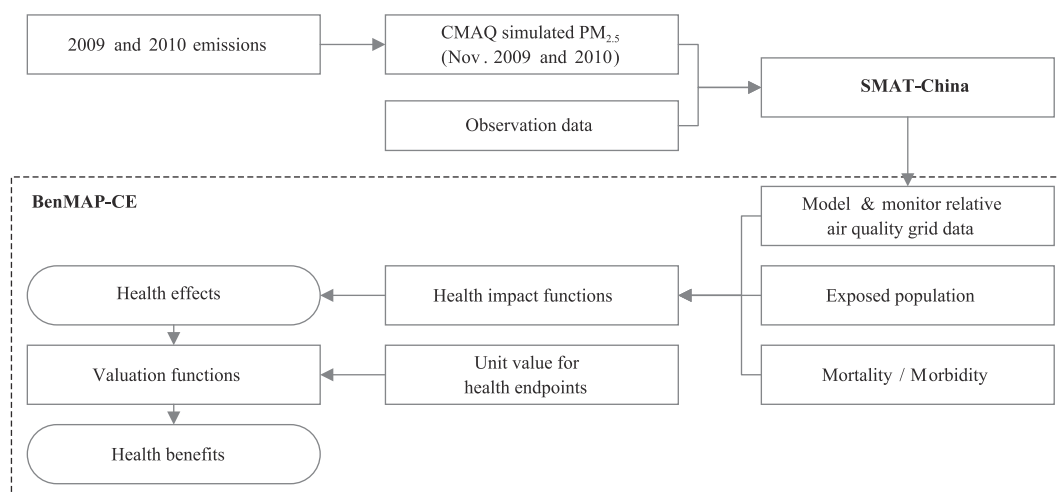 2009 and 2010 emissions
CMAQ simulated PM2.5
(Nov. 2009 and 2010)
Observation data
SMAT-China
BenMAP-CE
Model & monitor relative
air quality grid data
Health effects
Health impact functions
Exposed population
Valuation functions
Unit value for
health endpoints
Mortality / Morbidity
Health benefits